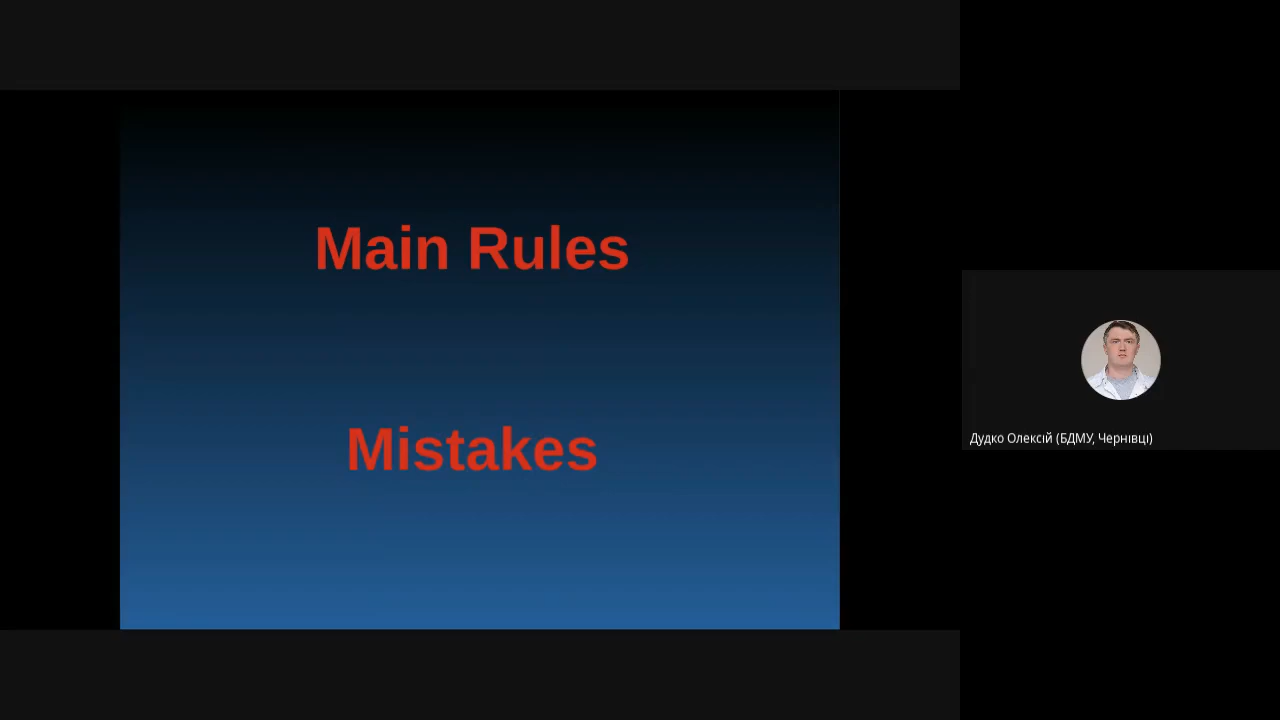 Main Rules
Mistakes
Дудко Олексій (БДМУ, Чернівці)